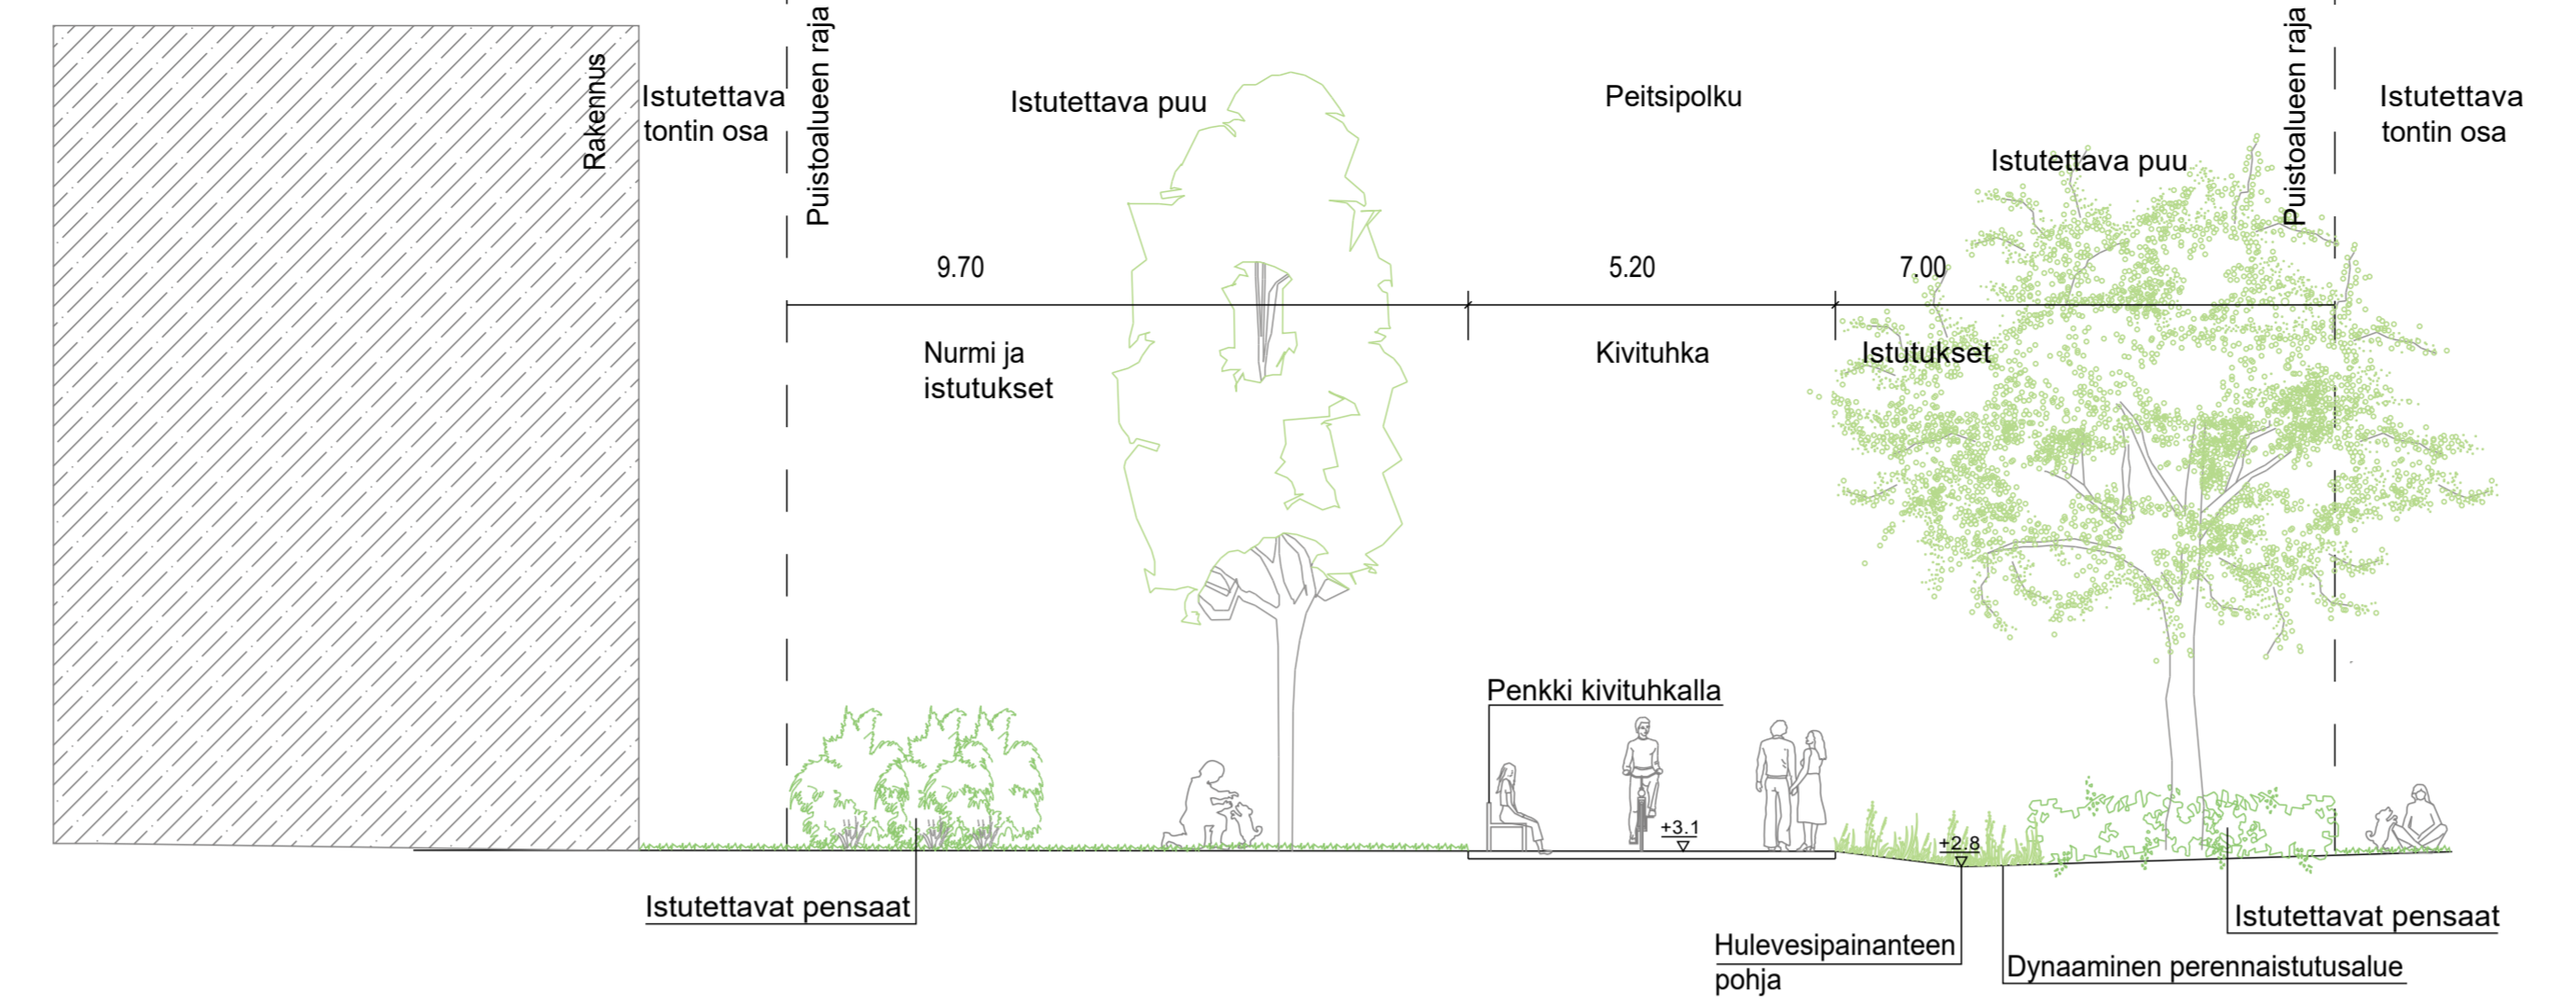 Rakennus
Istutettava
tontin osa
Puistoalueen raja
Istutettava puu
Peitsipolku
Istutettava puu
Puistoalueen raja
Istutettava
tontin osa
9.70
5.20
7.00
Nurmi ja
istutukset
Kivituhka
Istutukset
Penkki kivituhkalla
+3.1
+2.8
Istutettavat pensaat
Hulevesipainanteen
pohja
Dynaaminen perennaistutusalue
Istutettavat pensaat